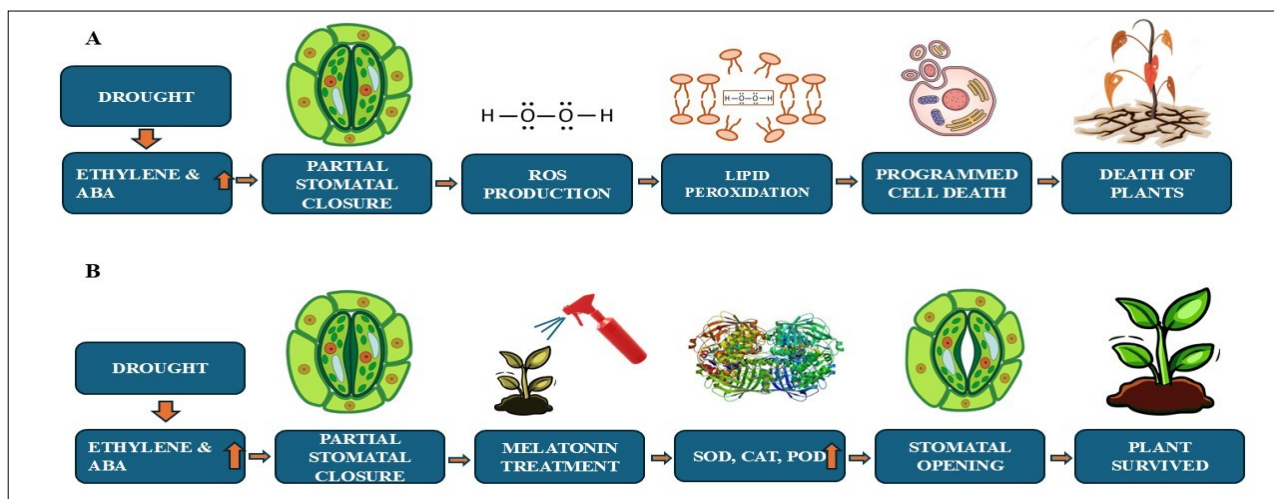 A
DROUGHT
ETHYLENE &
ABA
PARTIAL
STOMATAL
CLOSURE
H–O–O–H
ROS
PRODUCTION
H–O–O–H
LIPID
PEROXIDATION
PROGRAMMED
CELL DEATH
DEATH OF
PLANTS
B
DROUGHT
ETHYLENE &
ABA
PARTIAL
STOMATAL
CLOSURE
MELATONIN
TREATMENT
SOD, CAT, POD
STOMATAL
OPENING
PLANT
SURVIVED